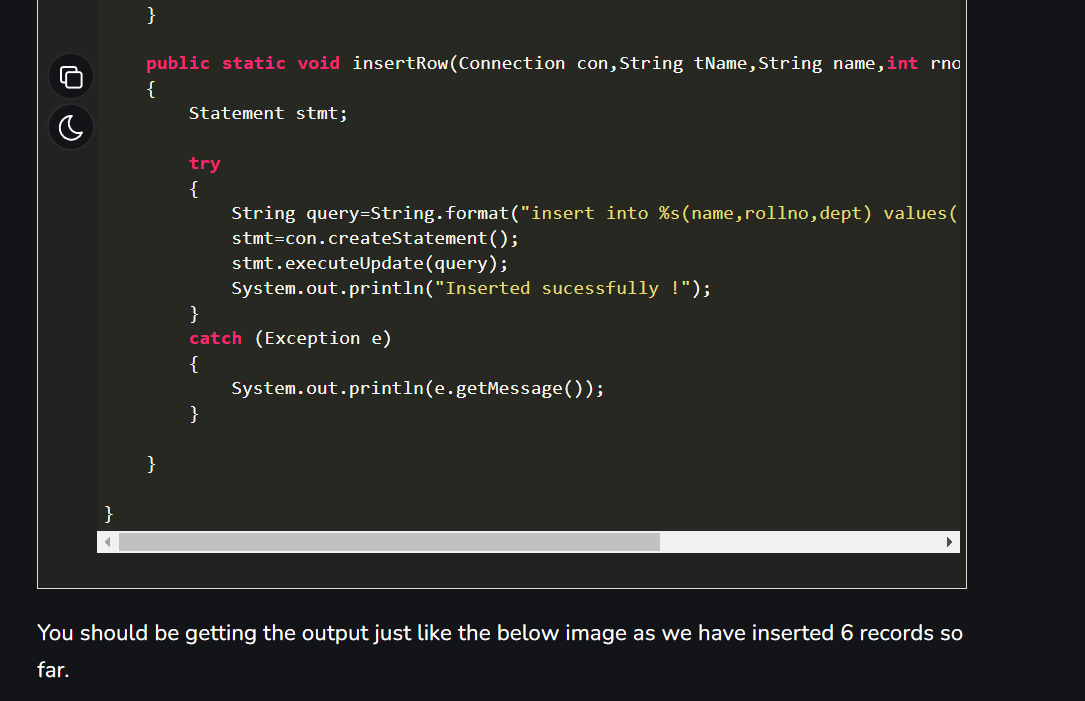 }
public static void insertRow(Connection con,String tName,String name,int rno
{
Statement stmt;
try
{
String query=String.format("insert into %s(name,rollno,dept) values(
stmt=con.createStatement();
stmt.executeUpdate(query);
System.out.println("Inserted sucessfully !");
}
catch (Exception e)
{
System.out.println(e.getMessage());
}
}
}
You should be getting the output just like the below image as we have inserted 6 records so
far.